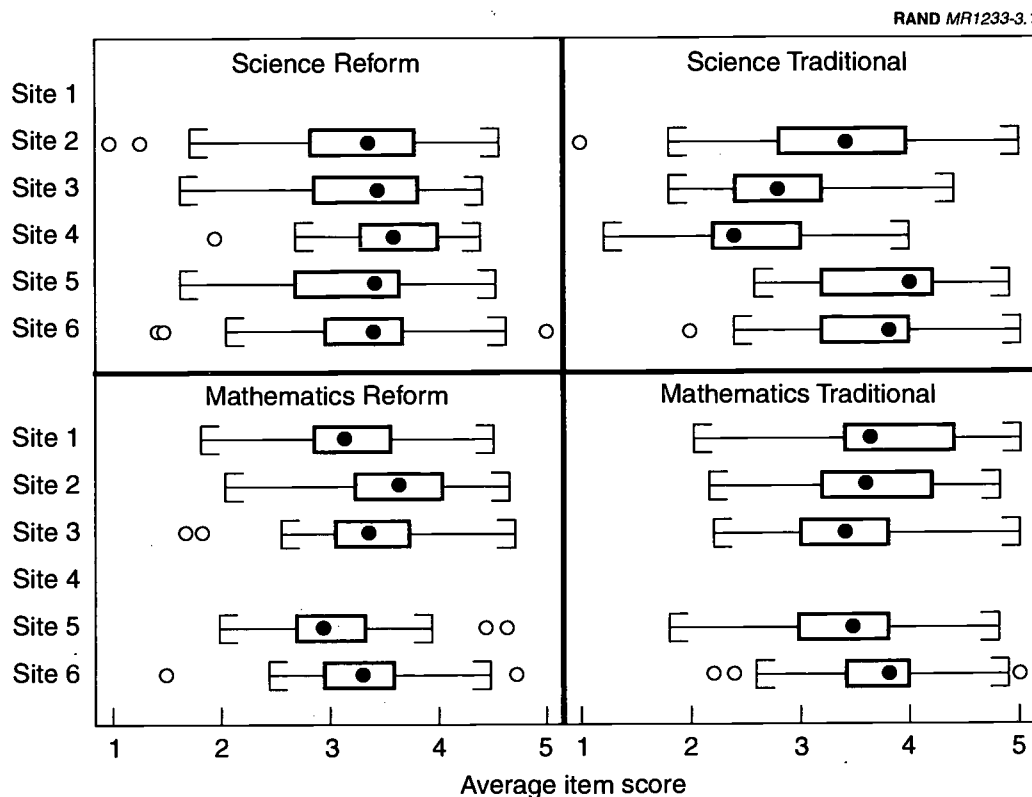 RAND MR1233-3.1
Science Reform
Science Traditional
Site 1
Site 2
Site 3
Site 4
Site 5
Site 6
Mathematics Reform
Mathematics Traditional
Site 1
Site 2
Site 3
Site 4
Site 5
Site 6
1 2 3 4 5 1 2 3 4 5
Average item score